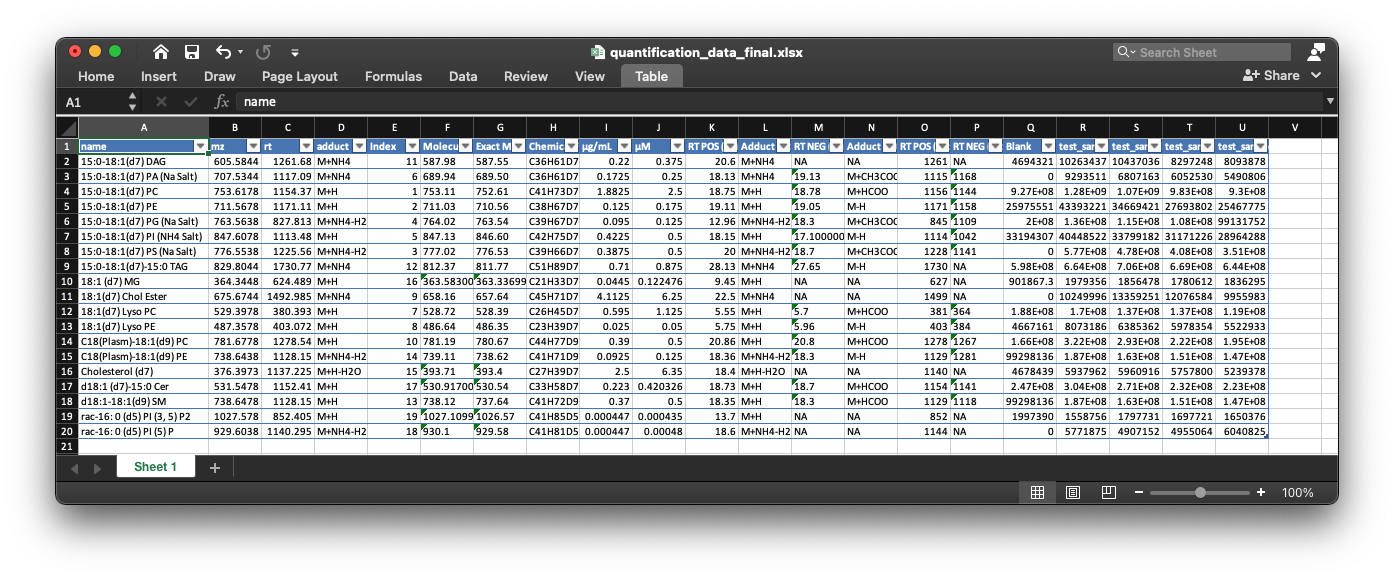 quantification_data_final.xlsx
Search Sheet
Home Insert Draw Page Layout Formulas Data Review View Table Share
A1 fx name
A B C D E F G H I J K L M N O P Q R S T U V
1 name mz rt adduct Index Molecu Exact M Chemic µg/mL µM RT POS ( Adduct RT NEG Adduct RT POS ( RT NEG ( Blank test_sar test_sar test_sar test_sar
2 15:0-18:1(d7) DAG 605.5844 1261.68 M+NH4 11 587.98 587.55 C36H61D7 0.22 0.375 20.6 M+NH4 NA NA 1261 NA 4694321 10263437 10437036 8297248 8093878
3 15:0-18:1(d7) PA (Na Salt) 707.5344 1117.09 M+NH4 6 689.94 689.50 C36H61D7 0.1725 0.25 18.13 M+NH4 19.13 M+CH3COC 1115 1168 0 9293511 6807163 6052530 5490806
4 15:0-18:1(d7) PC 753.6178 1154.37 M+H 1 753.11 752.61 C41H73D7 1.8825 2.5 18.75 M+H 18.78 M+HCOO 1156 1144 9.27E+08 1.28E+09 1.07E+09 9.83E+08 9.3E+08
5 15:0-18:1(d7) PE 711.5678 1171.11 M+H 2 711.03 710.56 C38H67D7 0.125 0.175 19.11 M+H 19.05 M-H 1171 1158 25975551 43393221 34669421 27693802 25467775
6 15:0-18:1(d7) PG (Na Salt) 763.5638 827.813 M+NH4-H2 4 764.02 763.54 C39H67D7 0.095 0.125 12.96 M+NH4-H2 18.3 M+CH3COC 845 1109 2E+08 1.36E+08 1.15E+08 1.08E+08 99131752
7 15:0-18:1(d7) PI (NH4 Salt) 847.6078 1113.48 M+H 5 847.13 846.60 C42H75D7 0.4225 0.5 18.15 M+H 17.100000 M-H 1114 1042 33194307 40448522 33799182 31171226 28964288
8 15:0-18:1(d7) PS (Na Salt) 776.5538 1225.56 M+NH4-H2 3 777.02 776.53 C39H66D7 0.3875 0.5 20 M+NH4-H2 18.7 M+CH3COC 1228 1141 0 5.77E+08 4.78E+08 4.08E+08 3.51E+08
9 15:0-18:1(d7)-15:0 TAG 829.8044 1730.77 M+NH4 12 812.37 811.77 C51H89D7 0.71 0.875 28.13 M+NH4 27.65 M-H 1730 NA 5.98E+08 6.64E+08 7.06E+08 6.69E+08 6.44E+08
10 18:1 (d7) MG 364.3448 624.489 M+H 16 363.58300 363.33699 C21H33D7 0.0445 0.122476 9.45 M+H NA NA 627 NA 901867.3 1979356 1856478 1780612 1836295
11 18:1(d7) Chol Ester 675.6744 1492.985 M+NH4 9 658.16 657.64 C45H71D7 4.1125 6.25 22.5 M+NH4 NA NA 1499 NA 0 10249996 13359251 12076584 9955983
12 18:1(d7) Lyso PC 529.3978 380.393 M+H 7 528.72 528.39 C26H45D7 0.595 1.125 5.55 M+H 5.7 M+HCOO 381 364 1.88E+08 1.7E+08 1.37E+08 1.37E+08 1.19E+08
13 18:1(d7) Lyso PE 487.3578 403.072 M+H 8 486.64 486.35 C23H39D7 0.025 0.05 5.75 M+H 5.96 M-H 403 384 4667161 8073186 6385362 5978354 5522933
14 C18(Plasm)-18:1(d9) PC 781.6778 1278.54 M+H 10 781.19 780.67 C44H77D9 0.39 0.5 20.86 M+H 20.8 M+HCOO 1278 1267 1.66E+08 3.22E+08 2.93E+08 2.22E+08 1.95E+08
15 C18(Plasm)-18:1(d9) PE 738.6438 1128.15 M+NH4-H2 14 739.11 738.62 C41H71D9 0.0925 0.125 18.36 M+NH4-H2 18.3 M-H 1129 1281 99298136 1.87E+08 1.63E+08 1.51E+08 1.47E+08
16 Cholesterol (d7) 376.3973 1137.225 M+H-H2O 15 393.71 393.4 C27H39D7 2.5 6.35 18.4 M+H-H2O NA NA 1140 NA 4678439 5937962 5960916 5757800 5239378
17 d18:1 (d7)-15:0 Cer 531.5478 1152.41 M+H 17 530.91700 530.54 C33H58D7 0.223 0.420326 18.73 M+H 18.7 M+HCOO 1154 1141 2.47E+08 3.04E+08 2.71E+08 2.32E+08 2.23E+08
18 d18:1-18:1(d9) SM 738.6478 1128.15 M+H 13 738.12 737.64 C41H72D9 0.37 0.5 18.35 M+H 18.3 M+HCOO 1129 1118 99298136 1.87E+08 1.63E+08 1.51E+08 1.47E+08
19 rac-16: 0 (d5) PI (3, 5) P2 1027.578 852.405 M+H 19 1027.1099 1026.57 C41H85D5 0.000447 0.000435 13.7 M+H NA NA 852 NA 1997390 1558756 1797731 1697721 1650376
20 rac-16: 0 (d5) PI (5) P 929.6038 1140.295 M+NH4-H2 18 930.1 929.58 C41H81D5 0.000447 0.00048 18.6 M+NH4-H2 NA NA 1144 NA 0 5771875 4907152 4955064 6040825
21
Sheet 1 +
100%